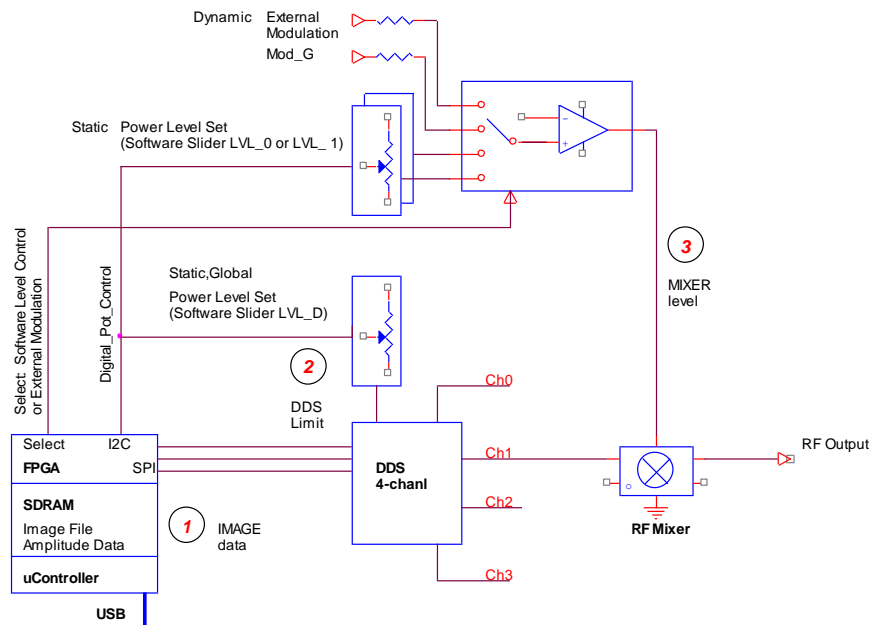 Dynamic External
Modulation
Mod_G
Static Power Level Set
(Software Slider LVL_0 or LVL_ 1)
−
+
3
MIXER
level
Select: Software Level Control
or External Modulation
Digital_Pot_Control
Static,Global
Power Level Set
(Software Slider LVL_D)
2
DDS
Limit
Ch0
Select I2C
FPGA SPI
DDS
4-chanl
Ch1
RF Output
SDRAM
Image File
Amplitude Data
1
IMAGE
data
Ch2
RF Mixer
uController
Ch3
USB